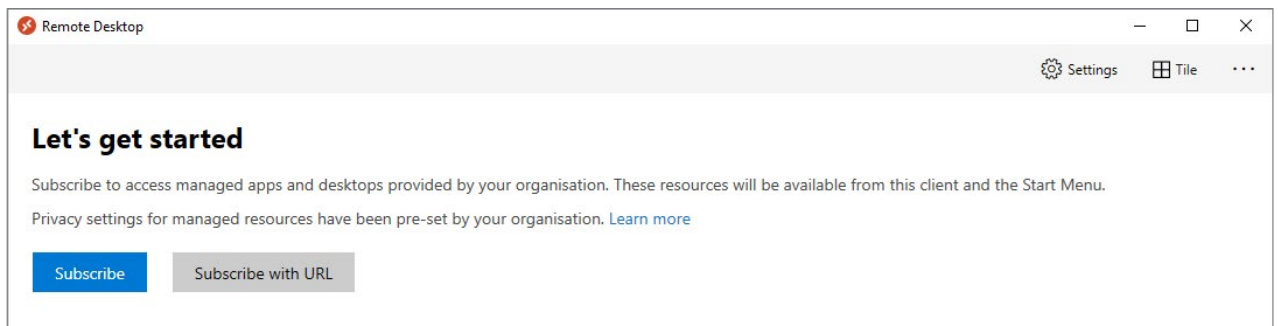 Remote Desktop
Settings Tile ...
Let's get started
Subscribe to access managed apps and desktops provided by your organisation. These resources will be available from this client and the Start Menu.
Privacy settings for managed resources have been pre-set by your organisation. Learn more
Subscribe Subscribe with URL